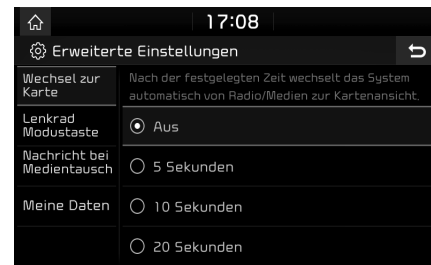 17:08
Erweiterte Einstellungen
Wechsel zur
Karte
Nach der festgelegten Zeit wechselt das System
automatisch von Radio/Medien zur Kartenansicht.
Lenkrad
Modustaste
Aus
Nachricht bei
Medientausch
5 Sekunden
Meine Daten
10 Sekunden
20 Sekunden